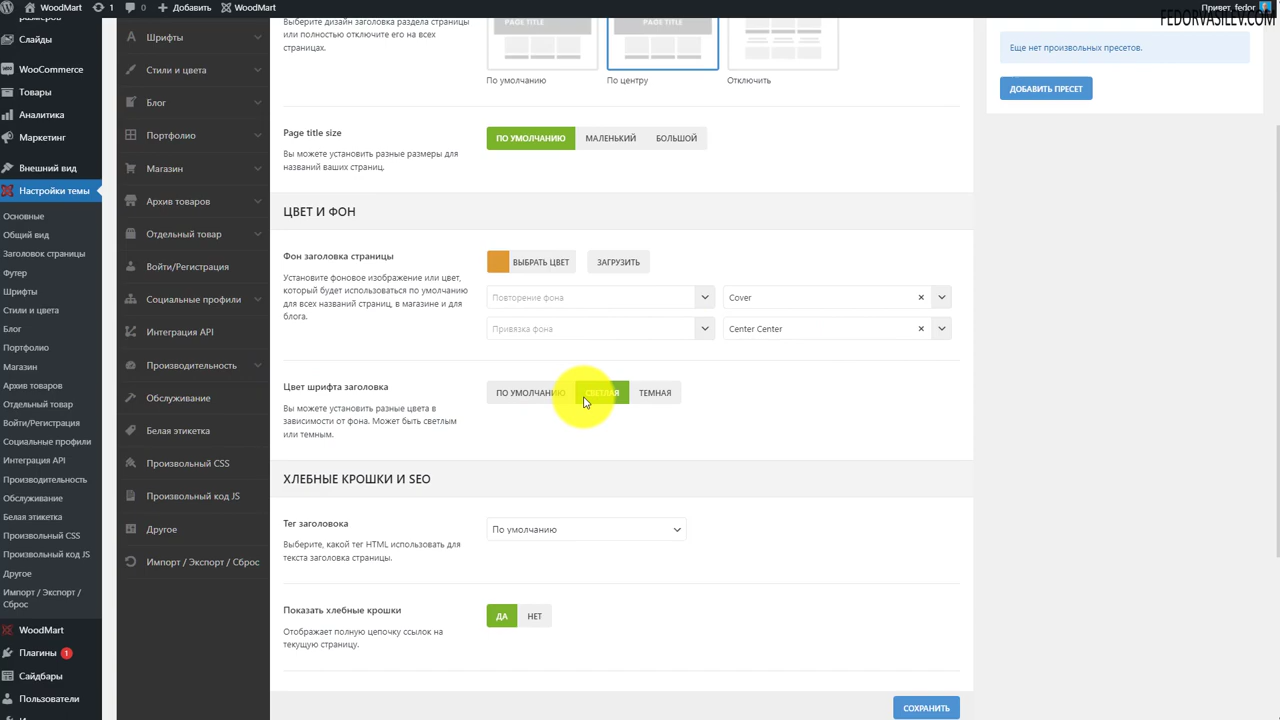 WoodMart
1
0
Добавить
WoodMart
Привет, fedor
FEDORVASILEV.COM
Слайды
WooCommerce
Товары
Аналитика
Маркетинг
Внешний вид
Настройки темы
Основные
Общий вид
Заголовок страницы
Футер
Шрифты
Стили и цвета
Блог
Портфолио
Магазин
Архив товаров
Отдельный товар
Войти/Регистрация
Социальные профили
Интеграция API
Производительность
Обслуживание
Белая этикетка
Произвольный CSS
Произвольный код JS
Другое
Импорт / Экспорт /
Сброс
WoodMart
Плагины 1
Сайдбары
Пользователи
Шрифты
Стили и цвета
Блог
Портфолио
Магазин
Архив товаров
Отдельный товар
Войти/Регистрация
Социальные профили
Интеграция API
Производительность
Обслуживание
Белая этикетка
Произвольный CSS
Произвольный код JS
Другое
Импорт / Экспорт / Сброс
Выберите дизайн заголовка раздела страницы
или полностью отключите его на всех
страницах.
PAGE TITLE
PAGE TITLE
По умолчанию
По центру
Отключить
Page title size
Вы можете установить разные размеры для
названий ваших страниц.
ПО УМОЛЧАНИЮ
МАЛЕНЬКИЙ
БОЛЬШОЙ
ЦВЕТ И ФОН
Фон заголовка страницы
Установите фоновое изображение или цвет,
который будет использоваться по умолчанию
для всех названий страниц, в магазине и для
блога.
ВЫБРАТЬ ЦВЕТ
ЗАГРУЗИТЬ
Повторение фона
Cover
Привязка фона
Center Center
Цвет шрифта заголовка
Вы можете установить разные цвета в
зависимости от фона. Может быть светлым
или темным.
ПО УМОЛЧАНИЮ
СВЕТЛАЯ
ТЕМНАЯ
ХЛЕБНЫЕ КРОШКИ И SEO
Тег заголовока
Выберите, какой тег HTML использовать для
текста заголовка страницы.
По умолчанию
Показать хлебные крошки
Отображает полную цепочку ссылок на
текущую страницу.
ДА
НЕТ
СОХРАНИТЬ
Еще нет произвольных пресетов.
ДОБАВИТЬ ПРЕСЕТ